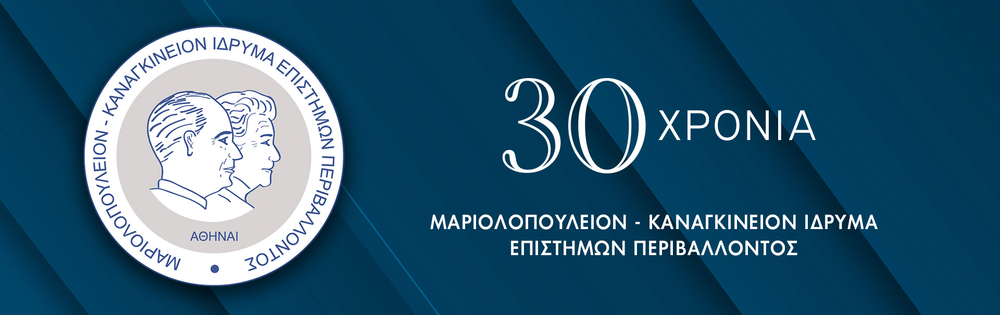 ΜΑΡΙΟΛΟΠΟΥΛΕΙΟΝ - ΚΑΝΑΓΚΙΝΕΙΟΝ ΙΔΡΥΜΑ ΕΠΙΣΤΗΜΩΝ ΠΕΡΙΒΑΛΛΟΝΤΟΣ
ΑΘΗΝΑΙ
30 ΧΡΟΝΙΑ
ΜΑΡΙΟΛΟΠΟΥΛΕΙΟΝ - ΚΑΝΑΓΚΙΝΕΙΟΝ ΙΔΡΥΜΑ
ΕΠΙΣΤΗΜΩΝ ΠΕΡΙΒΑΛΛΟΝΤΟΣ